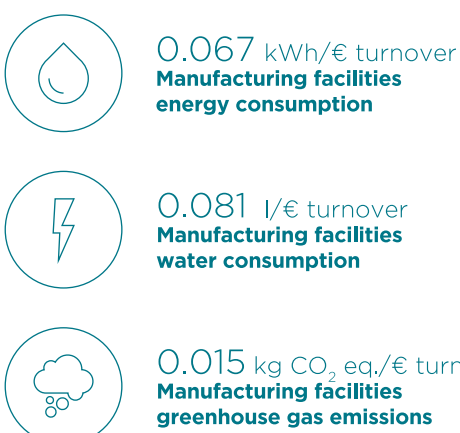 0.067 kWh/€ turnover
Manufacturing facilities
energy consumption
0.081 l/€ turnover
Manufacturing facilities
water consumption
0.015 kg CO₂ eq./€ turn
Manufacturing facilities
greenhouse gas emissions